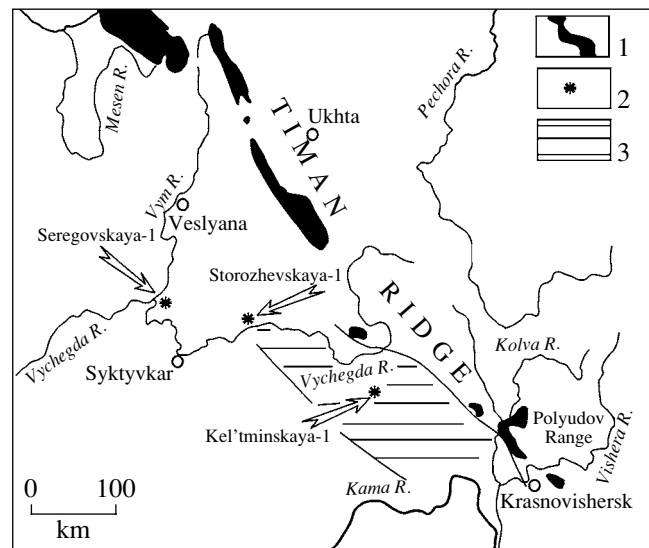 1
2
3
Mesen R.
Pechora R.
TIMAN
Ukhta
Vym R.
Veslyana
Seregovskaya-1
Storozhevskaya-1
RIDGE
Vychegda R.
Kolva R.
Syktyvkar
Vychegda R.
Polyudov
Range
Vishera R.
Kel’tminskaya-1
0 100
km
Kama R.
Krasnovishersk